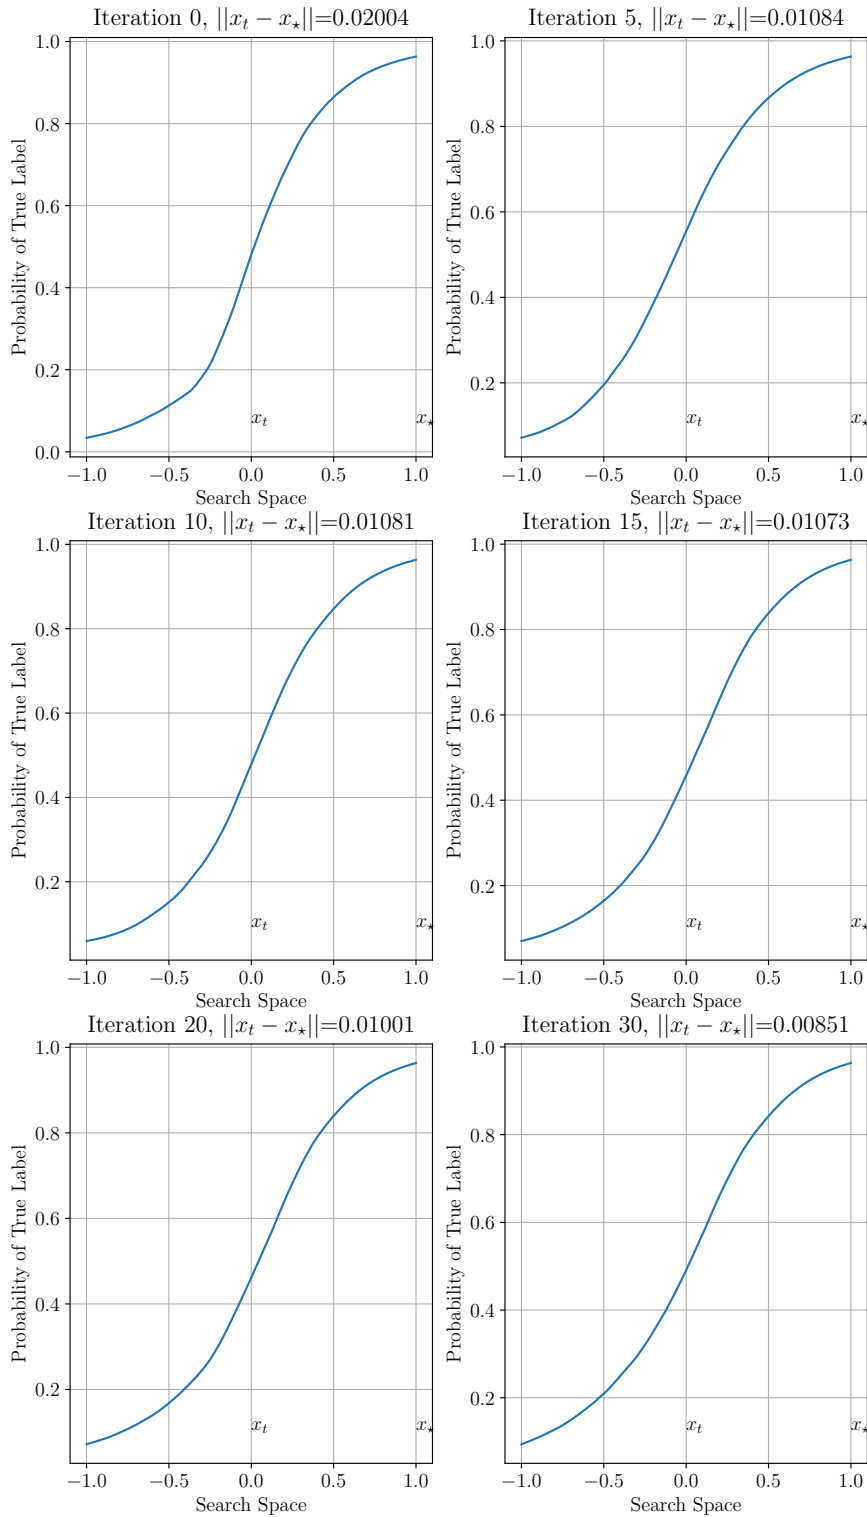 Iteration 0, ||x_t − x_⋆||=0.02004
Probability of True Label
1.0
0.8
0.6
0.4
0.2
0.0
x_t
x_⋆
−1.0 −0.5 0.0 0.5 1.0
Search Space
Iteration 5, ||x_t − x_⋆||=0.01084
Probability of True Label
1.0
0.8
0.6
0.4
0.2
x_t
x_⋆
−1.0 −0.5 0.0 0.5 1.0
Search Space
Iteration 10, ||x_t − x_⋆||=0.01081
Probability of True Label
1.0
0.8
0.6
0.4
0.2
x_t
x_⋆
−1.0 −0.5 0.0 0.5 1.0
Search Space
Iteration 15, ||x_t − x_⋆||=0.01073
Probability of True Label
1.0
0.8
0.6
0.4
0.2
x_t
x_⋆
−1.0 −0.5 0.0 0.5 1.0
Search Space
Iteration 20, ||x_t − x_⋆||=0.01001
Probability of True Label
1.0
0.8
0.6
0.4
0.2
x_t
x_⋆
−1.0 −0.5 0.0 0.5 1.0
Search Space
Iteration 30, ||x_t − x_⋆||=0.00851
Probability of True Label
1.0
0.8
0.6
0.4
0.2
x_t
x_⋆
−1.0 −0.5 0.0 0.5 1.0
Search Space